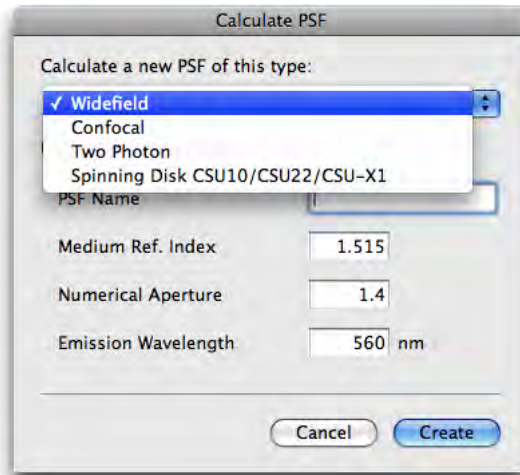 Calculate PSF
Calculate a new PSF of this type:
✓ Widefield
Confocal
Two Photon
Spinning Disk CSU10/CSU22/CSU-X1
PSF Name
Medium Ref. Index 1.515
Numerical Aperture 1.4
Emission Wavelength 560 nm
Cancel Create